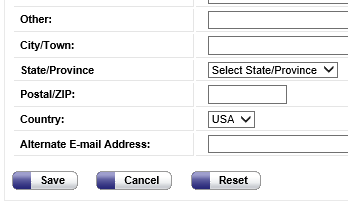 Other:
City/Town:
State/Province Select State/Province
Postal/ZIP:
Country: USA
Alternate E-mail Address:
Save Cancel Reset